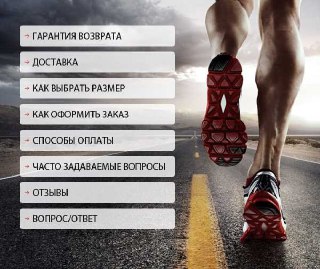 ГАРАНТИЯ ВОЗВРАТА
ДОСТАВКА
КАК ВЫБРАТЬ РАЗМЕР
КАК ОФОРМИТЬ ЗАКАЗ
СПОСОБЫ ОПЛАТЫ
ЧАСТО ЗАДАВАЕМЫЕ ВОПРОСЫ
ОТЗЫВЫ
ВОПРОС/ОТВЕТ